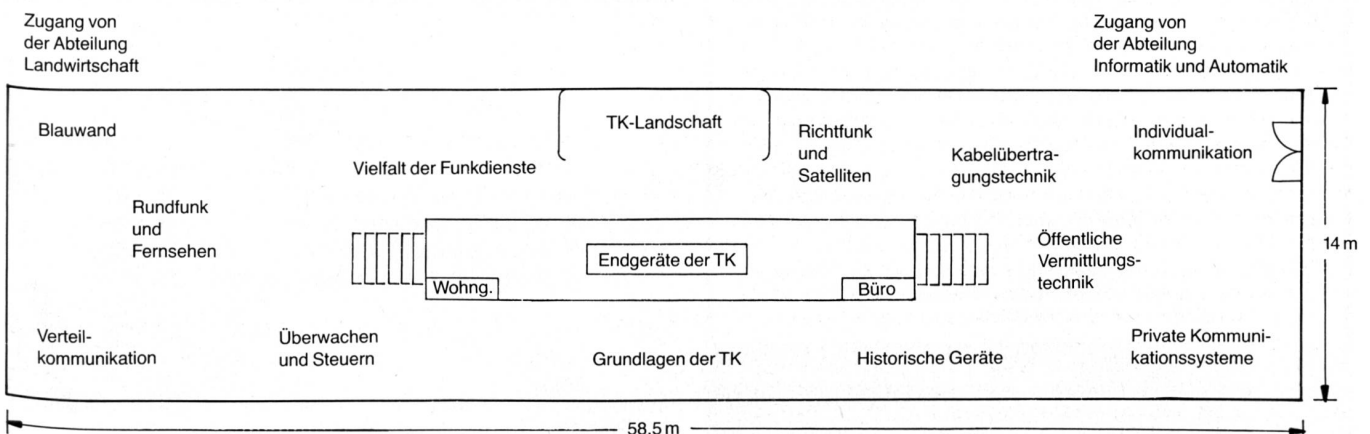 Zugang von
der Abteilung
Landwirtschaft
Zugang von
der Abteilung
Informatik und Automatik
Blauwand
TK-Landschaft
Richtfunk
und
Satelliten
Individual-
kommunikation
Vielfalt der Funkdienste
Kabelübertra-
gungstechnik
Rundfunk
und
Fernsehen
Endgeräte der TK
Öffentliche
Vermittlungs-
technik
14 m
Wohng.
Büro
Verteil-
kommunikation
Überwachen
und Steuern
Grundlagen der TK
Historische Geräte
Private Kommuni-
kationssysteme
58,5 m